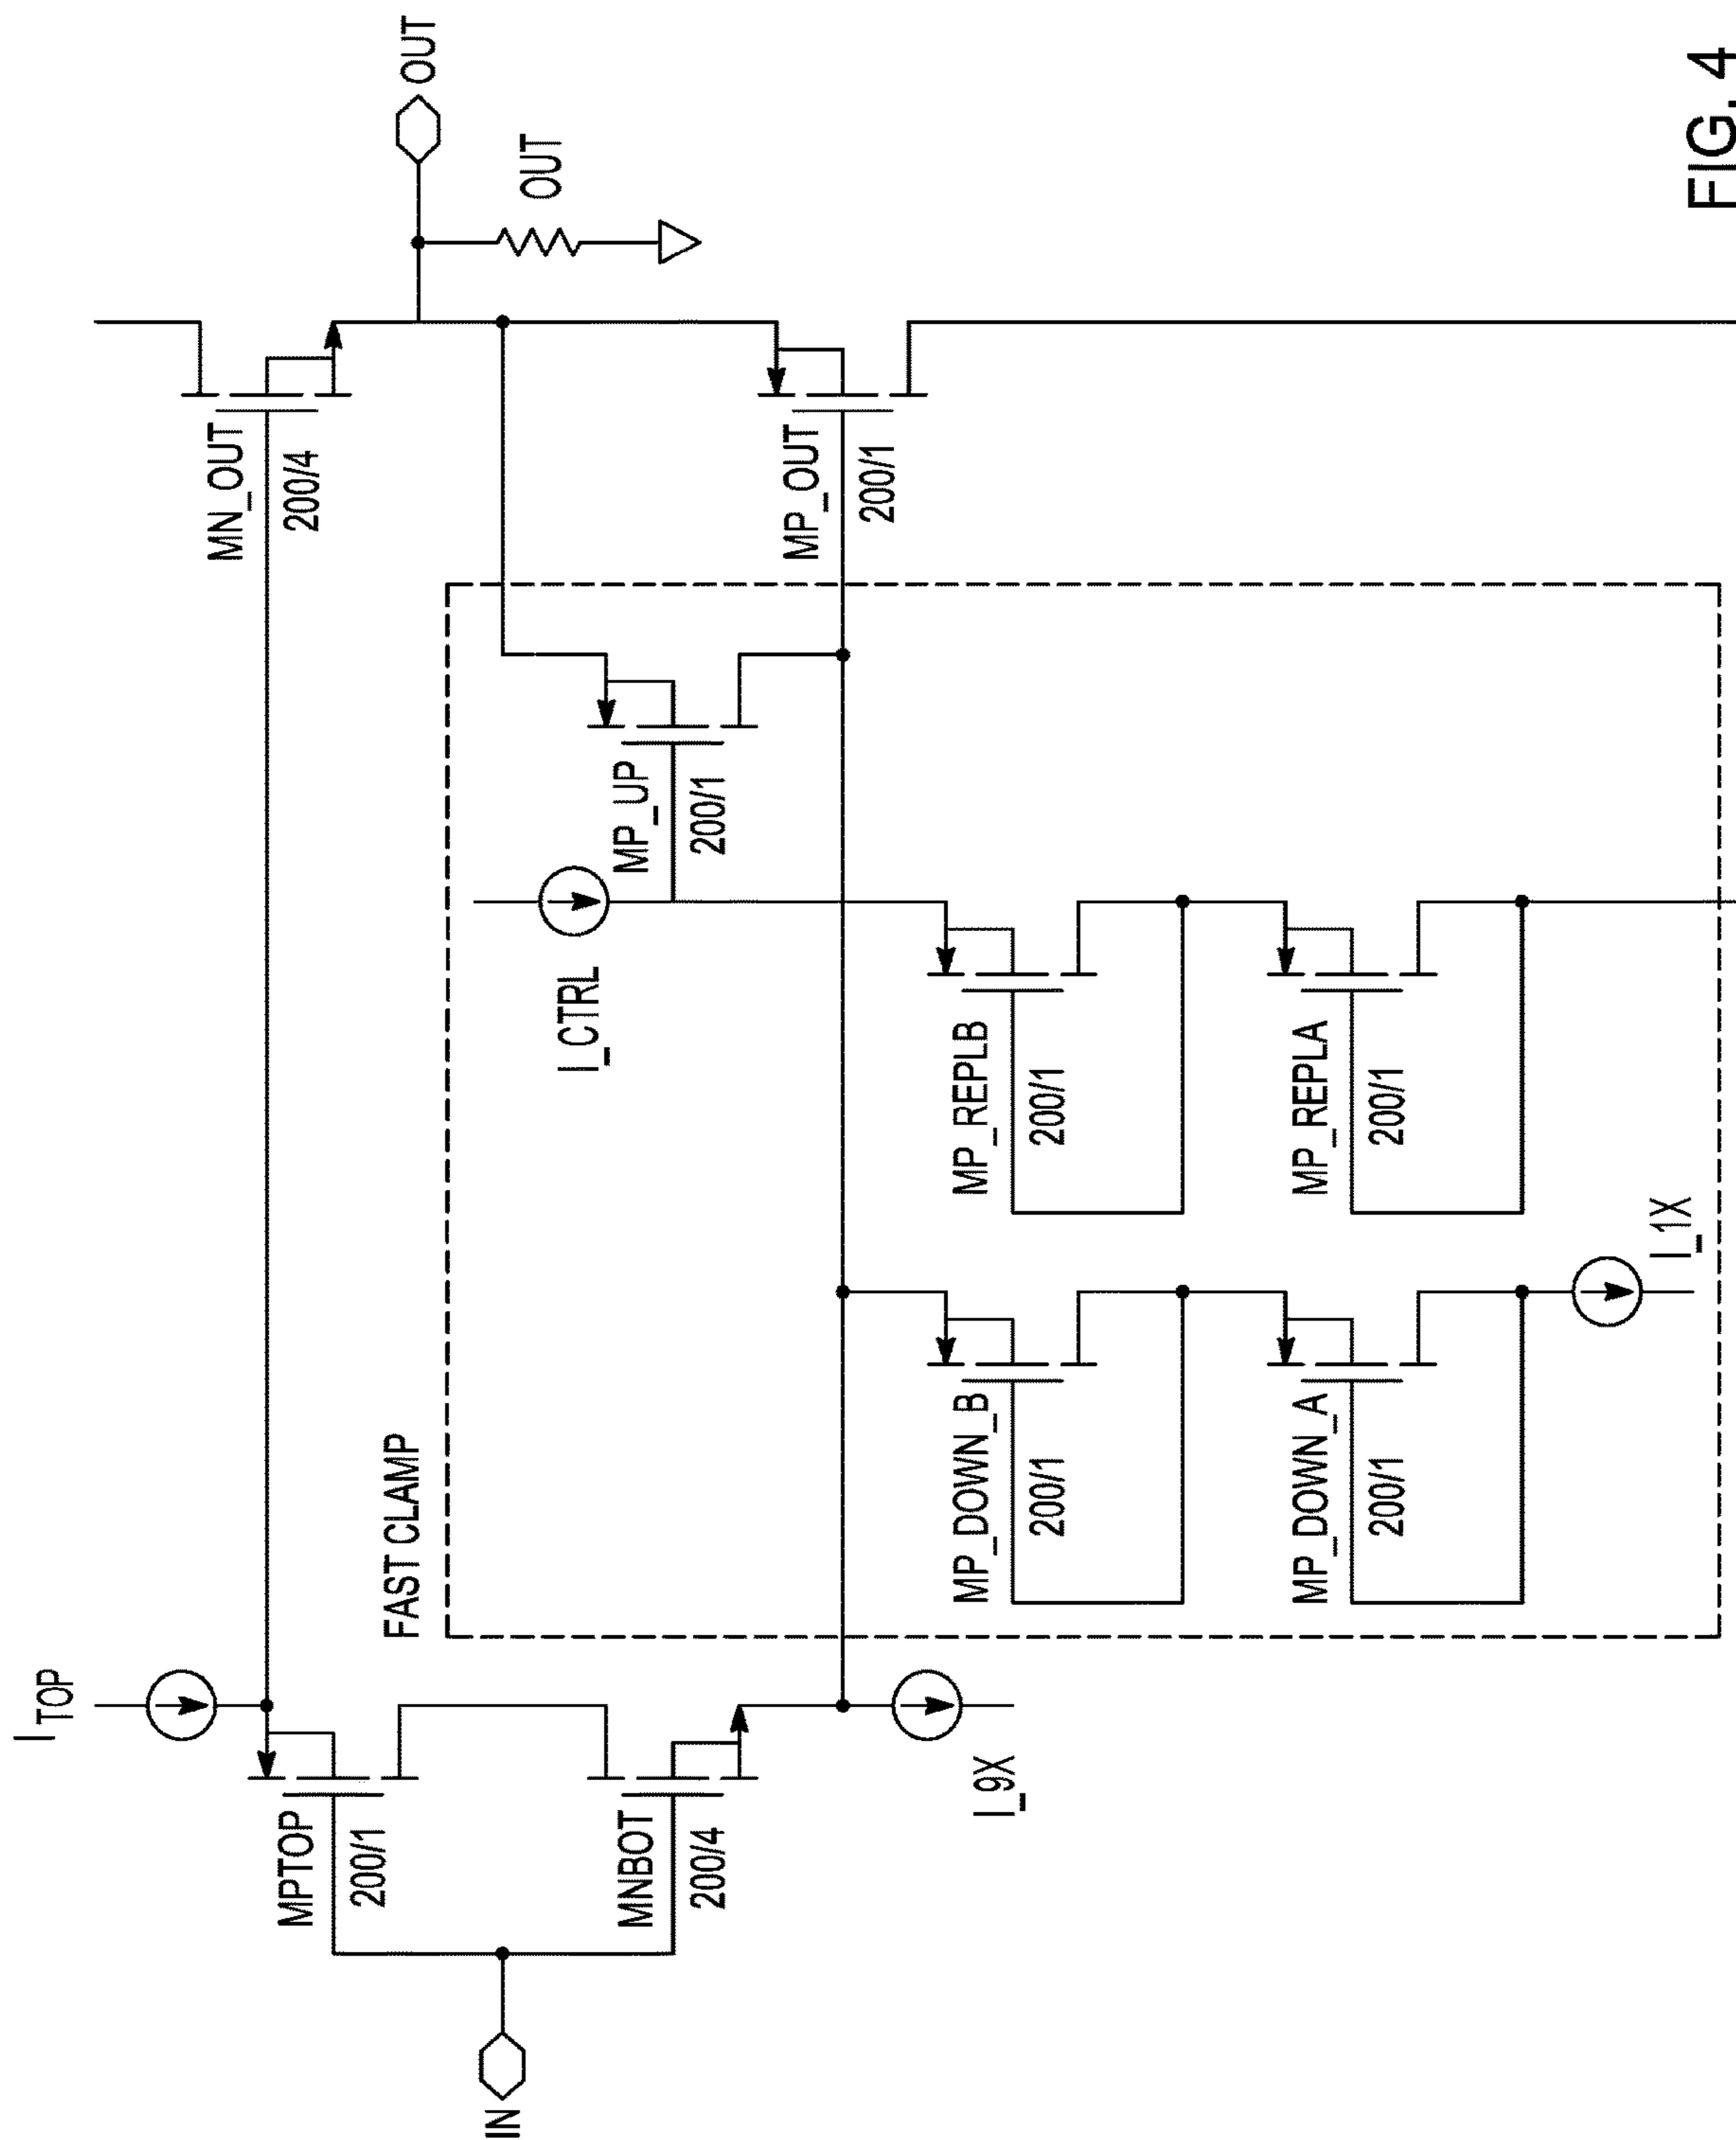 I TOP
IN
MPTOP
200/1
MNBOT
200/4
I_9X
FAST CLAMP
MP_DOWN_B
200/1
MP_DOWN_A
200/1
I_1X
I_CTRL
MP_REPLB
200/1
MP_REPLA
200/1
MP_UP
200/1
MN_OUT
200/4
MP_OUT
200/1
OUT
OUT
FIG. 4